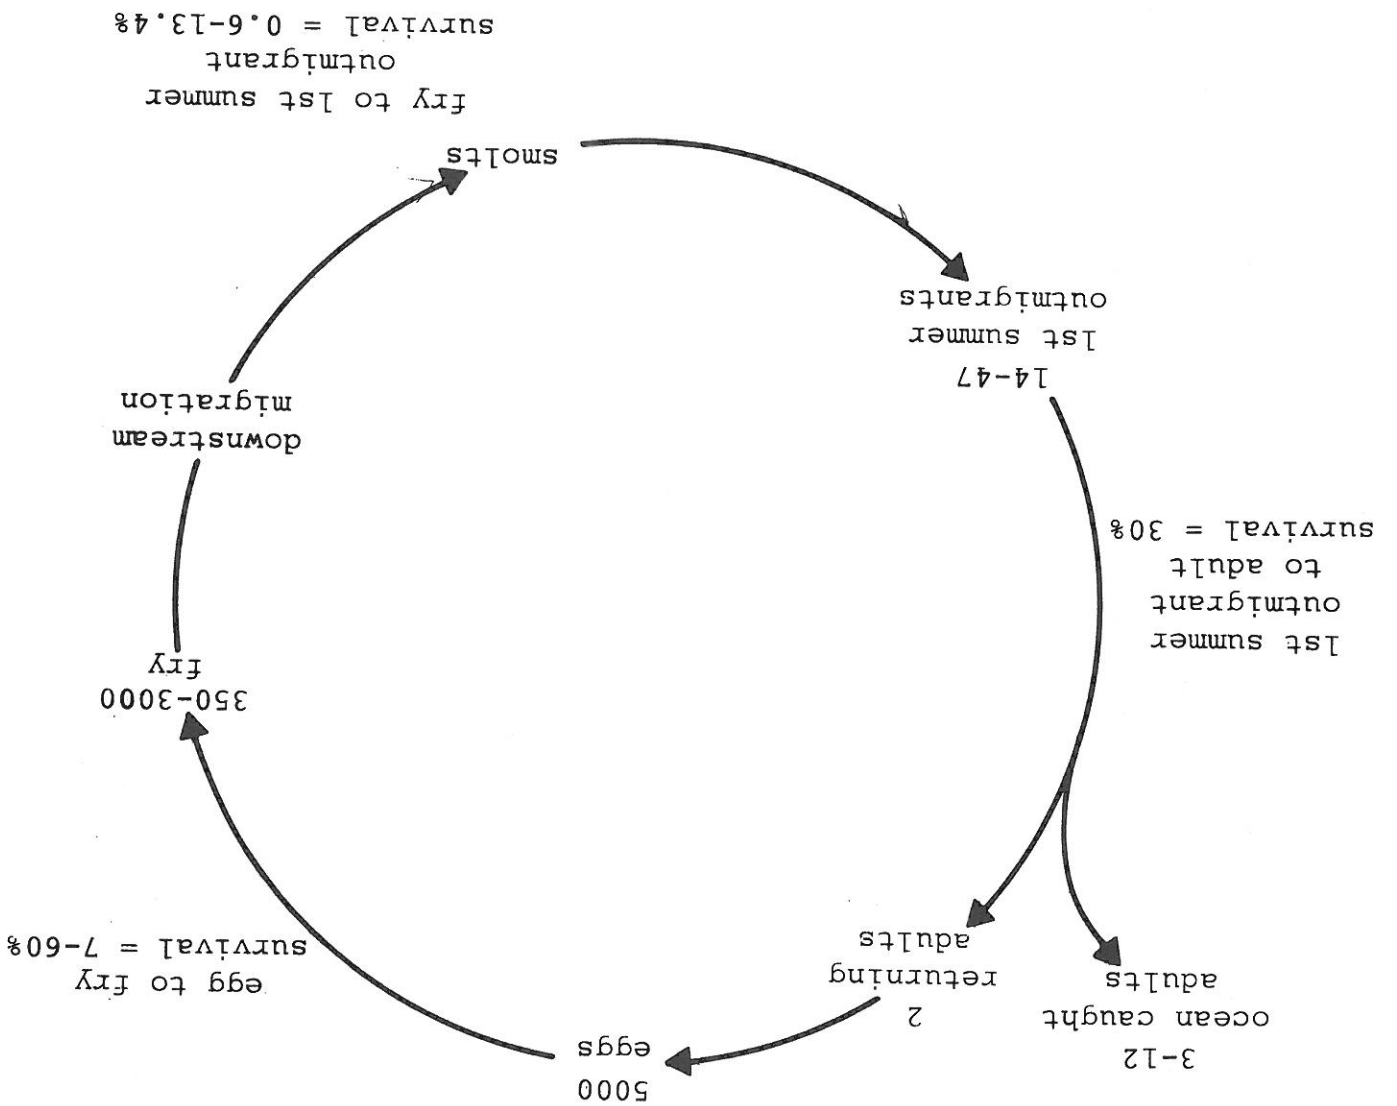 5000
eggs
egg to fry
survival = 7-60%
350-3000
fry
downstream
migration
smolts
fry to 1st summer
outmigrant
survival = 0.6-13.4%
14-47
1st summer
outmigrants
1st summer
outmigrant
to adult
survival = 30%
3-12
ocean caught
adults
2
returning
adults